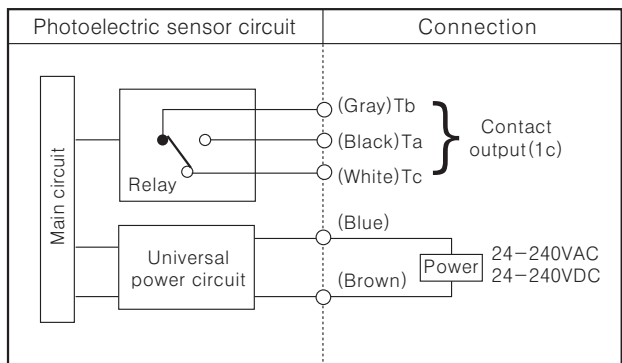 Photoelectric sensor circuit
Connection
Main circuit
Relay
(Gray)Tb
(Black)Ta
(White)Tc
Contact
output(1c)
Universal
power circuit
(Blue)
(Brown)
Power
24-240VAC
24-240VDC